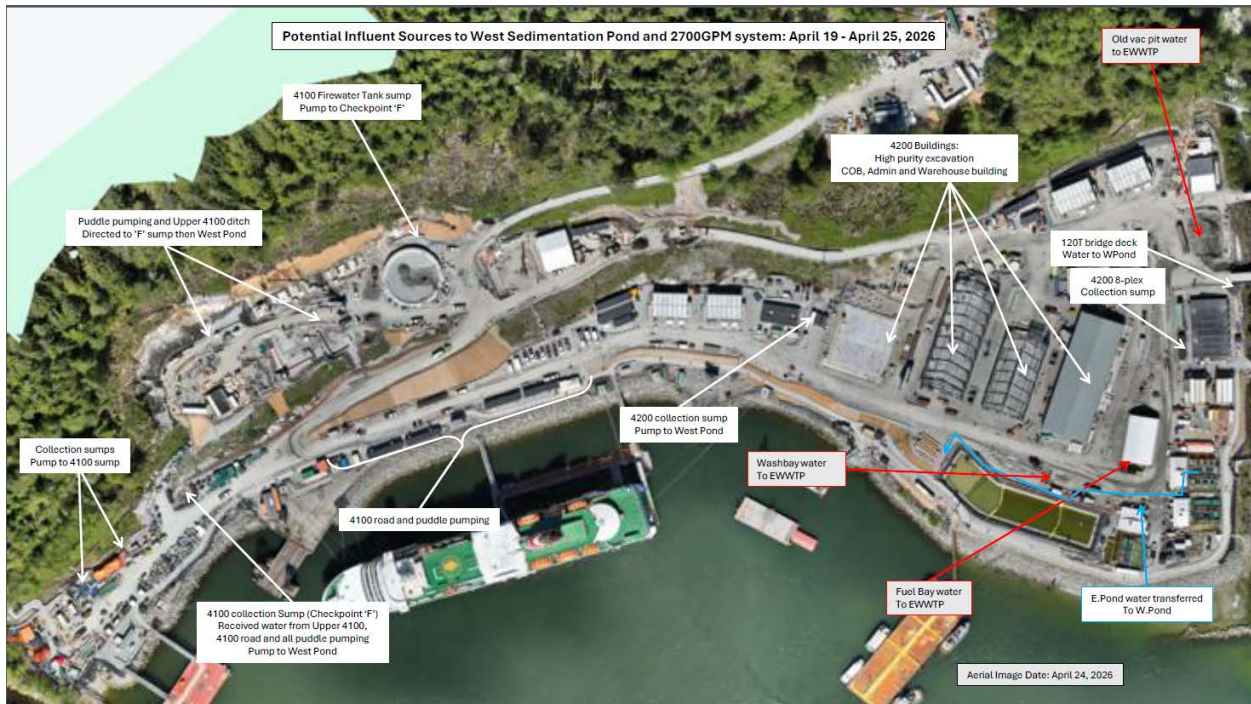 Potential Influent Sources to West Sedimentation Pond and 2700GPM system: April 19 - April 25, 2026
Old vac pit water
to EWWTP
4100 Firewater Tank sump
Pump to Checkpoint ‘F’
4200 Buildings:
High purity excavation
COB, Admin and Warehouse building
Puddle pumping and Upper 4100 ditch
Directed to ‘F’ sump then West Pond
120T bridge deck
Water to WPond
4200 8-plex
Collection sump
4200 collection sump
Pump to West Pond
Collection sumps
Pump to 4100 sump
Washbay water
To EWWTP
4100 road and puddle pumping
4100 collection Sump (Checkpoint ‘F’)
Received water from Upper 4100,
4100 road and all puddle pumping
Pump to West Pond
Fuel Bay water
To EWWTP
E.Pond water transferred
To W.Pond
Aerial Image Date: April 24, 2026